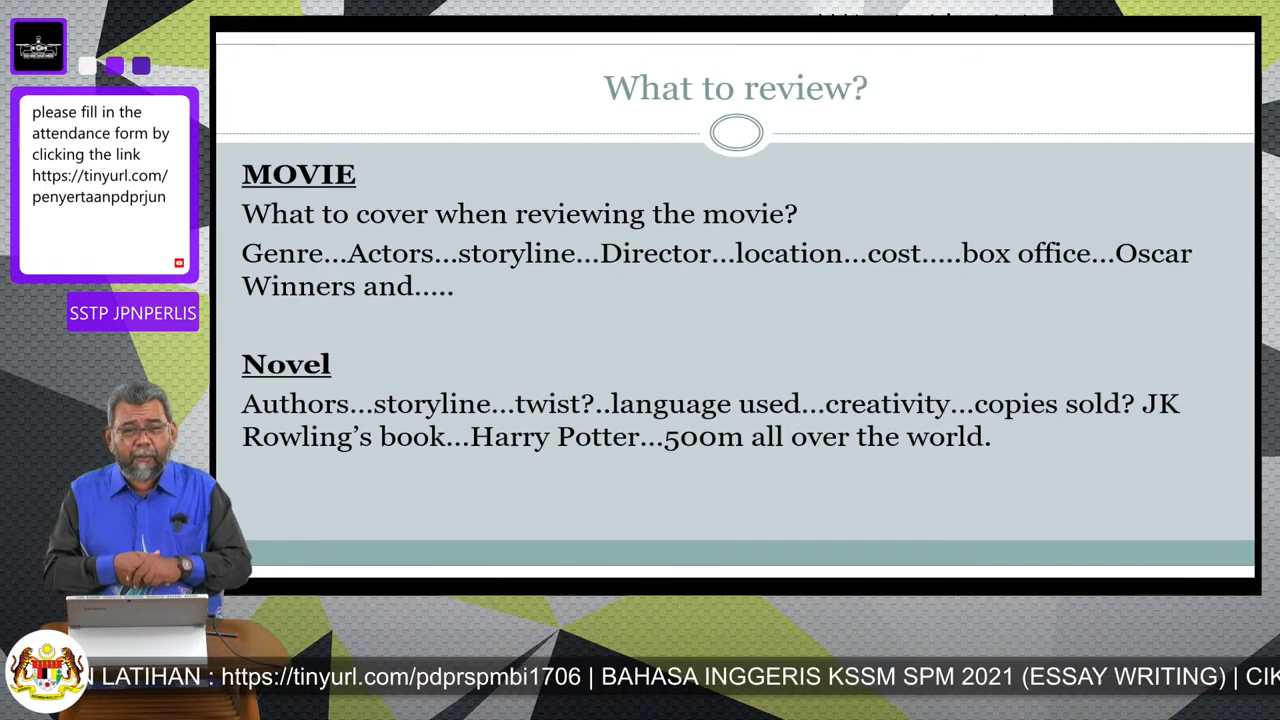 please fill in the
attendance form by
clicking the link
https://tinyurl.com/
penyertaanpdprjun
SSTP JPNPERLIS
What to review?
MOVIE
What to cover when reviewing the movie?
Genre...Actors...storyline...Director...location...cost.....box office...Oscar
Winners and.....
Novel
Authors...storyline...twist?..language used...creativity...copies sold? JK
Rowling's book...Harry Potter...500m all over the world.
N LATIHAN : https://tinyurl.com/pdprspmbi1706 | BAHASA INGGERIS KSSM SPM 2021 (ESSAY WRITING) | CIK